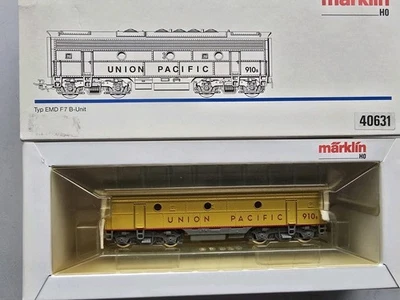 märklin
HO
UNION PACIFIC 910B
Typ EMD F7 B-Unit
40631
märklin HO
UNION PACIFIC 910B